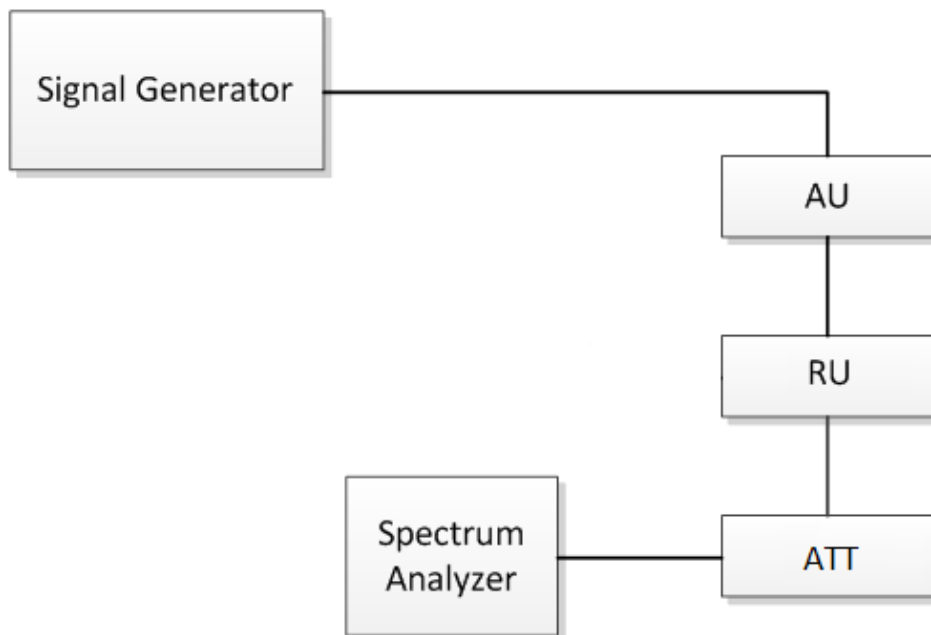 Signal Generator
AU
RU
Spectrum
Analyzer
ATT